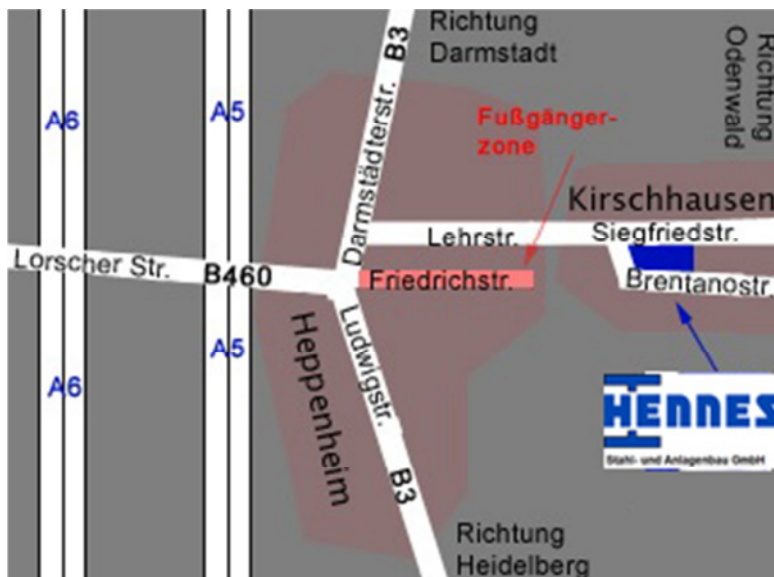 Richtung
Darmstadt
B3
Richtung
Odenwald
A6
A5
Fußgänger-
zone
Darmstädterstr.
Kirschhausen
Lehrstr.
Siegfriedstr.
Lorscher Str.
B460
Friedrichstr.
Brentanostr.
A5
A6
Heppenheim
Ludwigstr.
HENNES
Stahl- und Anlagenbau GmbH
B3
Richtung
Heidelberg